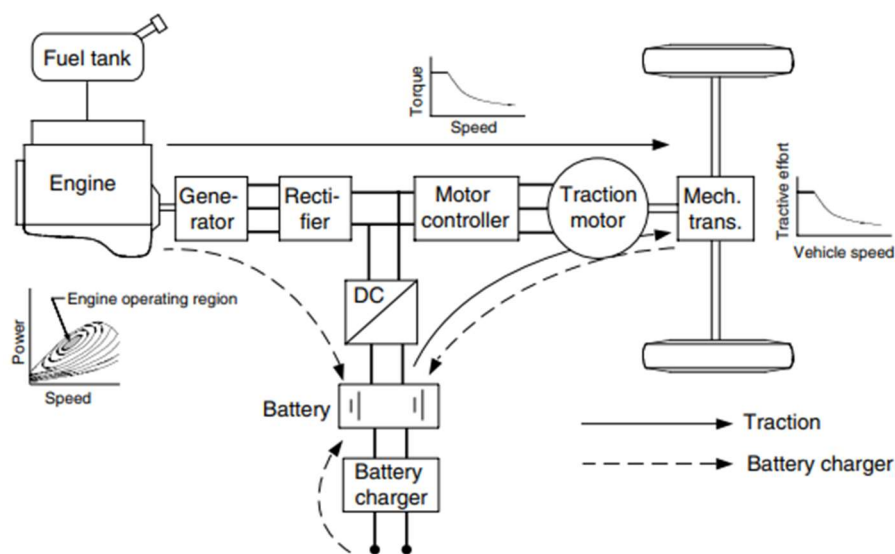 Fuel tank
Engine
Gene-
rator
Recti-
fier
Motor
controller
Traction
motor
Mech.
trans.
Torque
Speed
Tractive effort
Vehicle speed
DC
Engine operating region
Power
Speed
Battery
Battery
charger
Traction
Battery charger